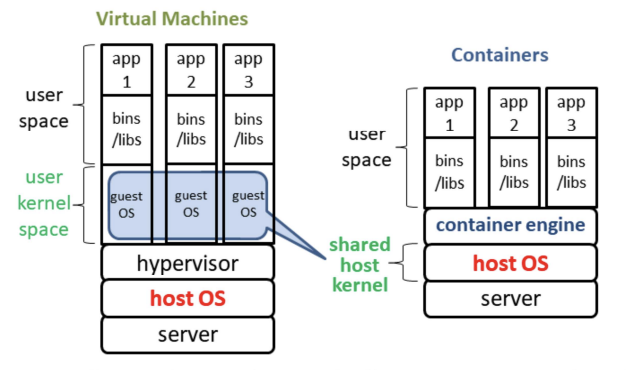 Virtual Machines
user
space
user
kernel
space
app
1
app
2
app
3
bins
/libs
bins
/libs
bins
/libs
guest
OS
guest
OS
guest
OS
hypervisor
host OS
server
Containers
user
space
app
1
app
2
app
3
bins
/libs
bins
/libs
bins
/libs
container engine
shared
host
kernel
host OS
server